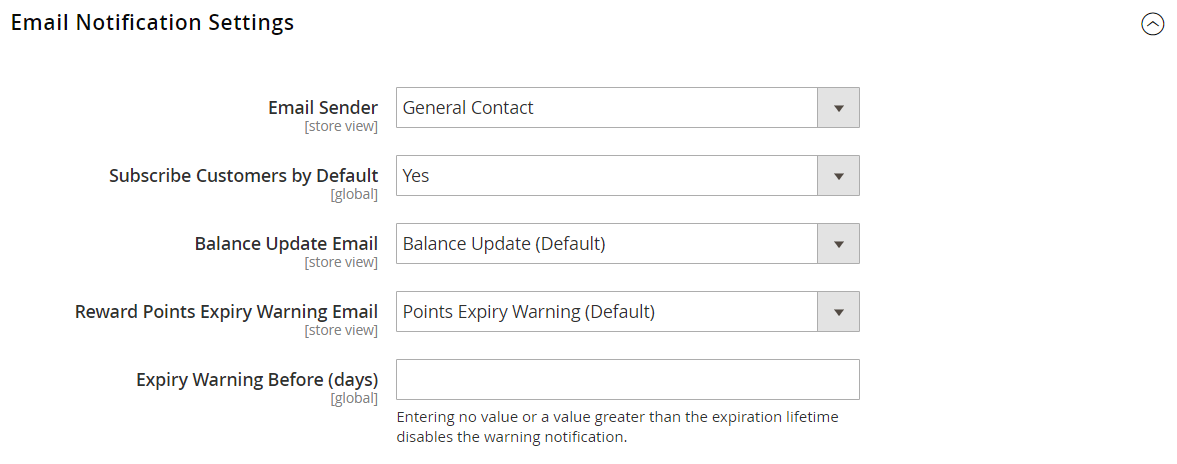 Email Notification Settings
Email Sender
[store view]
General Contact
Subscribe Customers by Default
[global]
Yes
Balance Update Email
[store view]
Balance Update (Default)
Reward Points Expiry Warning Email
[store view]
Points Expiry Warning (Default)
Expiry Warning Before (days)
[global]
Entering no value or a value greater than the expiration lifetime
disables the warning notification.